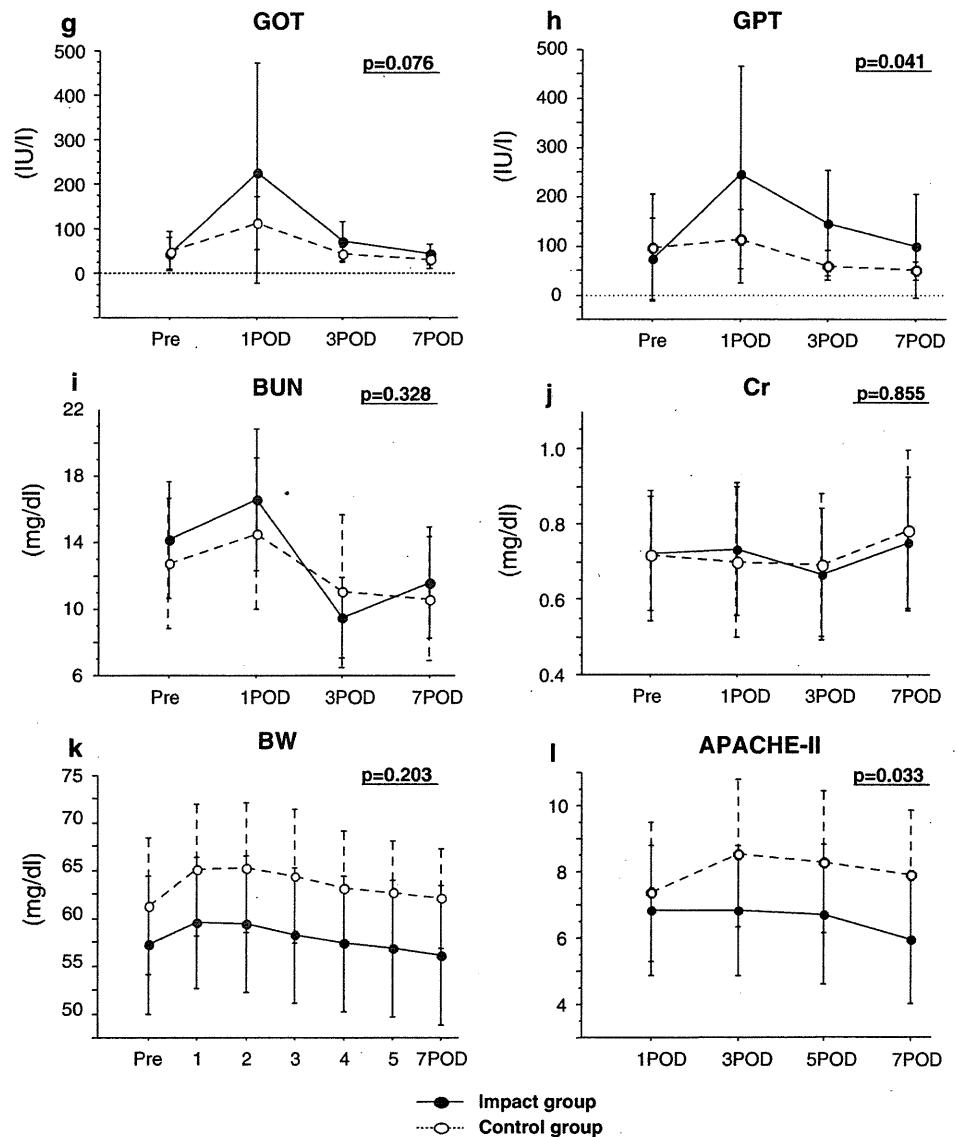 g GOT
p=0.076
500
400
300
200
100
0
(IU/l)
Pre 1POD 3POD 7POD
h GPT
p=0.041
500
400
300
200
100
0
(IU/l)
Pre 1POD 3POD 7POD
i BUN
p=0.328
22
18
14
10
6
(mg/dl)
Pre 1POD 3POD 7POD
j Cr
p=0.855
1.0
0.8
0.6
0.4
(mg/dl)
Pre 1POD 3POD 7POD
k BW
p=0.203
75
70
65
60
55
50
(mg/dl)
Pre 1 2 3 4 5 7POD
l APACHE-II
p=0.033
10
8
6
4
1POD 3POD 5POD 7POD
Impact group
Control group